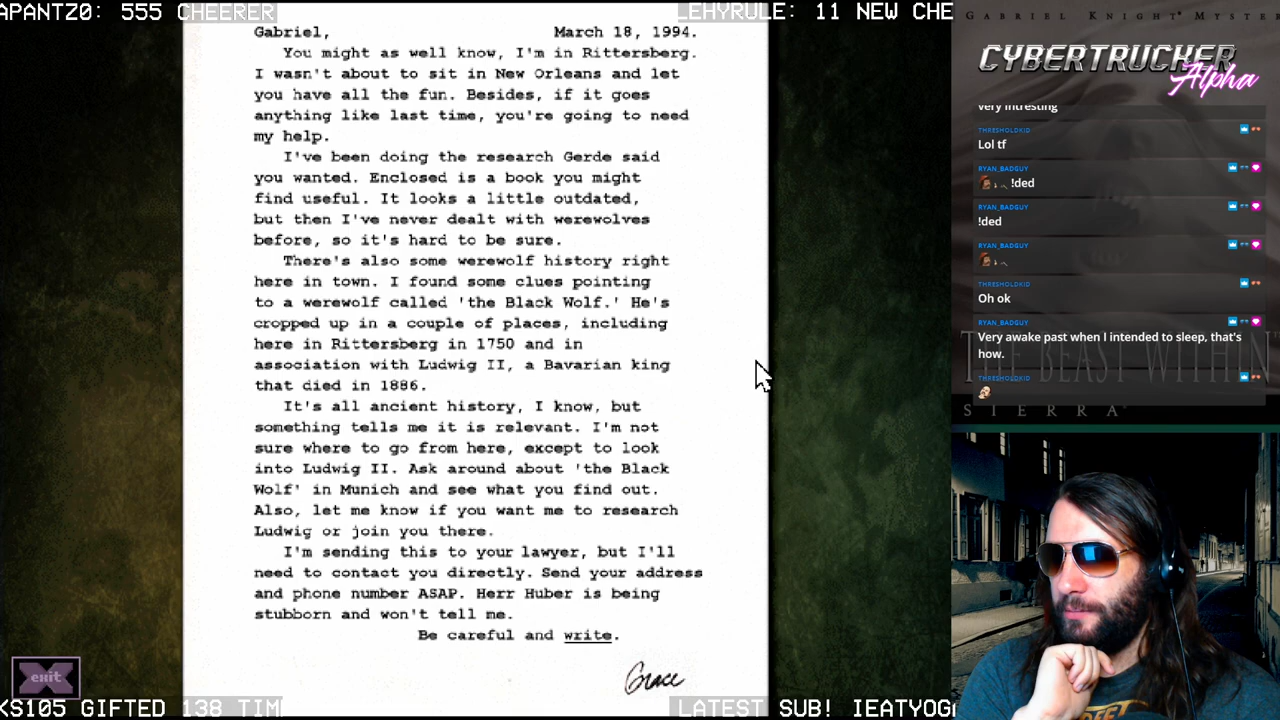 APANTZ0: 555 CHEERER
LEHYRULE: 11 NEW CHE
GABRIEL KNIGHT MYSTE
CYBERTRUCKER
Alpha
Gabriel, March 18, 1994.
You might as well know, I'm in Rittersberg.
I wasn't about to sit in New Orleans and let
you have all the fun. Besides, if it goes
anything like last time, you're going to need
my help.
I've been doing the research Gerde said
you wanted. Enclosed is a book you might
find useful. It looks a little outdated,
but then I've never dealt with werewolves
before, so it's hard to be sure.
There's also some werewolf history right
here in town. I found some clues pointing
to a werewolf called 'the Black Wolf.' He's
cropped up in a couple of places, including
here in Rittersberg in 1750 and in
association with Ludwig II, a Bavarian king
that died in 1886.
It's all ancient history, I know, but
something tells me it is relevant. I'm not
sure where to go from here, except to look
into Ludwig II. Ask around about 'the Black
Wolf' in Munich and see what you find out.
Also, let me know if you want me to research
Ludwig or join you there.
I'm sending this to your lawyer, but I'll
need to contact you directly. Send your address
and phone number ASAP. Herr Huber is being
stubborn and won't tell me.
Be careful and write.
Grace
exit
very intresting
THRESHOLDKID
Lol tf
RYAN_BADGUY
!ded
RYAN_BADGUY
!ded
RYAN_BADGUY
THRESHOLDKID
Oh ok
RYAN_BADGUY
Very awake past when I intended to sleep, that's
how.
THRESHOLDKID
THE BEAST WITHIN
SIERRA
KS105 GIFTED 138 TIM
LATEST SUB! IEATYOG